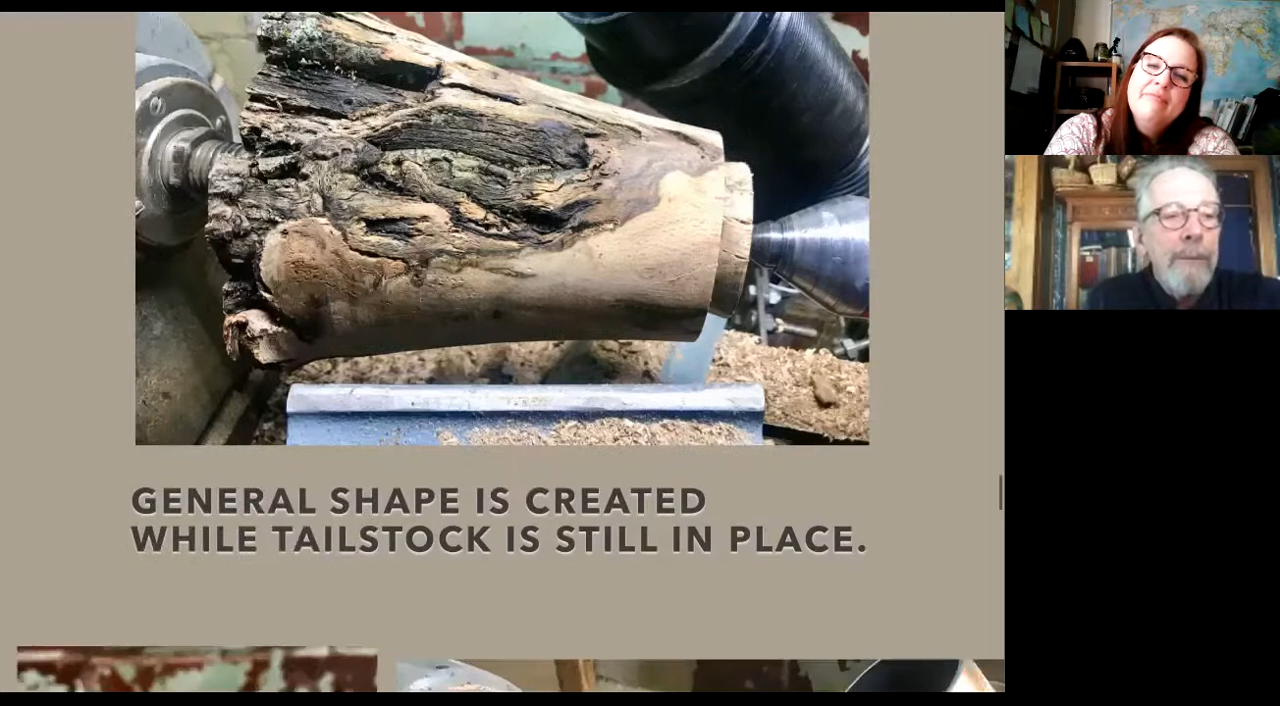 GENERAL SHAPE IS CREATED
WHILE TAILSTOCK IS STILL IN PLACE.